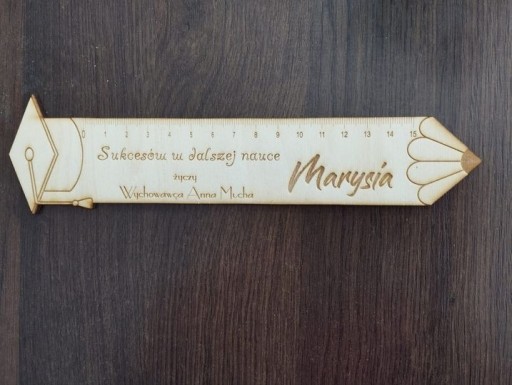 0 1 2 3 4 5 6 7 8 9 10 11 12 13 14 15
Sukcesów w dalszej nauce
życzy
Wychowawca Anna Mucha
Marysia